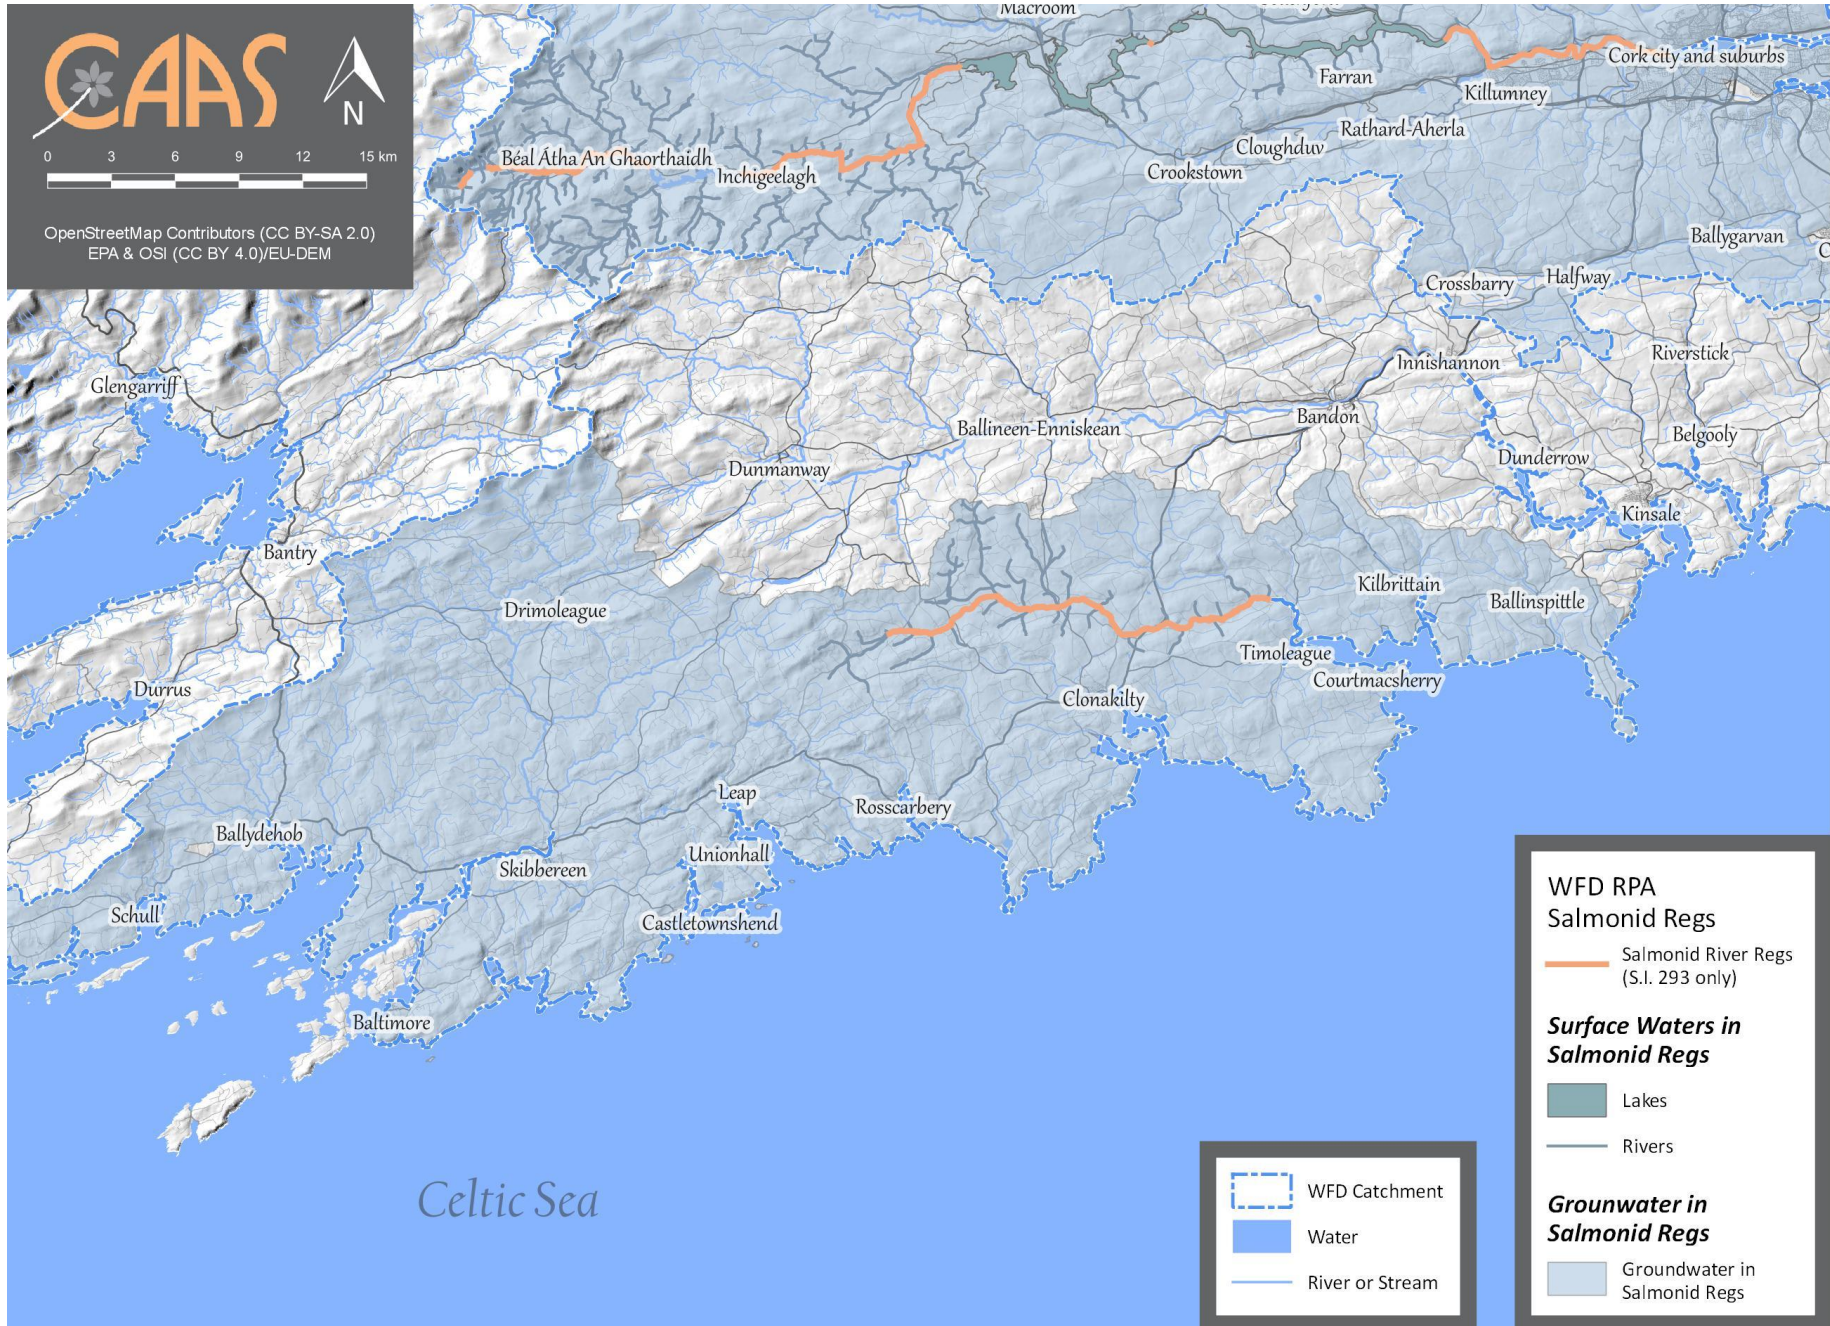 CAAS
N
0 3 6 9 12 15 km
OpenStreetMap Contributors (CC BY-SA 2.0)
EPA & OSI (CC BY 4.0)/EU-DEM
Macroom
Cork city and suburbs
Farran
Killumney
Rathard-Aherla
Cloughduv
Béal Átha An Ghaorthaidh
Inchigeelagh
Crookstown
Ballygarvan
Crossbarry
Halfway
Innishannon
Riverstick
Glengarriff
Ballineen-Enniskean
Bandon
Belgooly
Dunmanway
Dunderrow
Kinsale
Bantry
Drimoleague
Kilbrittain
Ballinspittle
Timoleague
Courtmacsherry
Durrus
Clonakilty
Leap
Rosscarbery
Ballydehob
Unionhall
Skibbereen
Schull
Castletownshend
Baltimore
Celtic Sea
WFD Catchment
Water
River or Stream
WFD RPA
Salmonid Regs
Salmonid River Regs
(S.I. 293 only)
Surface Waters in
Salmonid Regs
Lakes
Rivers
Grounwater in
Salmonid Regs
Groundwater in
Salmonid Regs